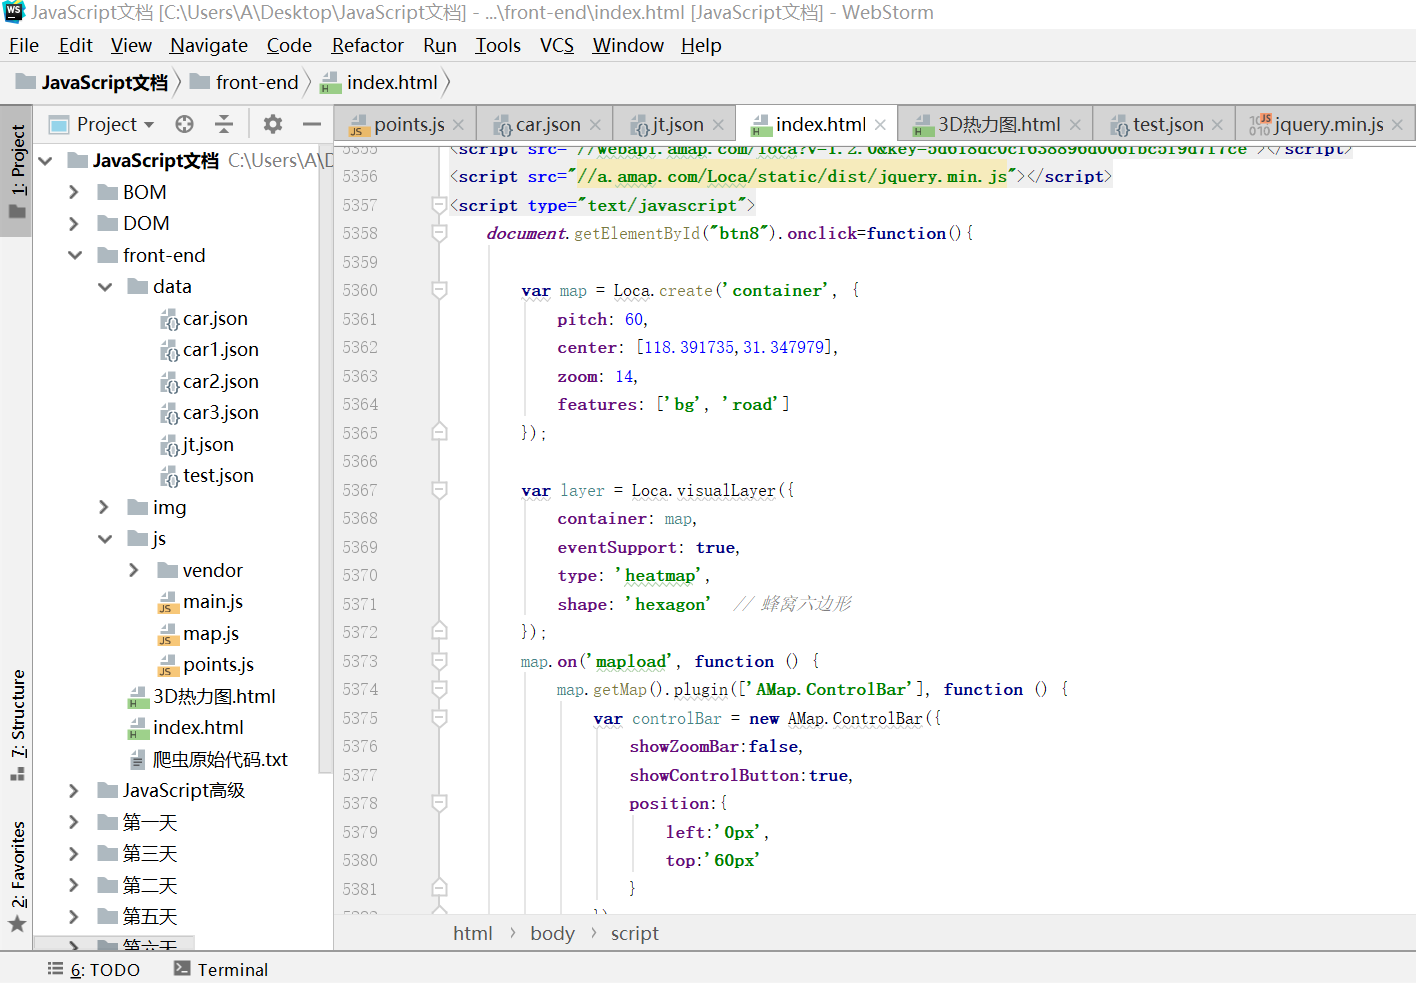 JavaScript文档 [C:\Users\A\Desktop\JavaScript文档] - ...\front-end\index.html [JavaScript文档] - WebStorm
File Edit View Navigate Code Refactor Run Tools VCS Window Help
JavaScript文档 front-end index.html
Project
points.js car.json jt.json index.html 3D热力图.html test.json jquery.min.js
1: Project
7: Structure
2: Favorites
JavaScript文档 C:\Users\A\D
BOM
DOM
front-end
data
car.json
car1.json
car2.json
car3.json
jt.json
test.json
img
js
vendor
main.js
map.js
points.js
3D热力图.html
index.html
爬虫原始代码.txt
JavaScript高级
第一天
第三天
第二天
第五天
第六天
5356 <script src="//a.amap.com/Loca/static/dist/jquery.min.js"></script>
5357 <script type="text/javascript">
5358 document.getElementById("btn8").onclick=function(){
5359
5360 var map = Loca.create('container', {
5361 pitch: 60,
5362 center: [118.391735,31.347979],
5363 zoom: 14,
5364 features: ['bg', 'road']
5365 });
5366
5367 var layer = Loca.visualLayer({
5368 container: map,
5369 eventSupport: true,
5370 type: 'heatmap',
5371 shape: 'hexagon' // 蜂窝六边形
5372 });
5373 map.on('mapload', function () {
5374 map.getMap().plugin(['AMap.ControlBar'], function () {
5375 var controlBar = new AMap.ControlBar({
5376 showZoomBar:false,
5377 showControlButton:true,
5378 position:{
5379 left:'0px',
5380 top:'60px'
5381 }
html body script
6: TODO Terminal